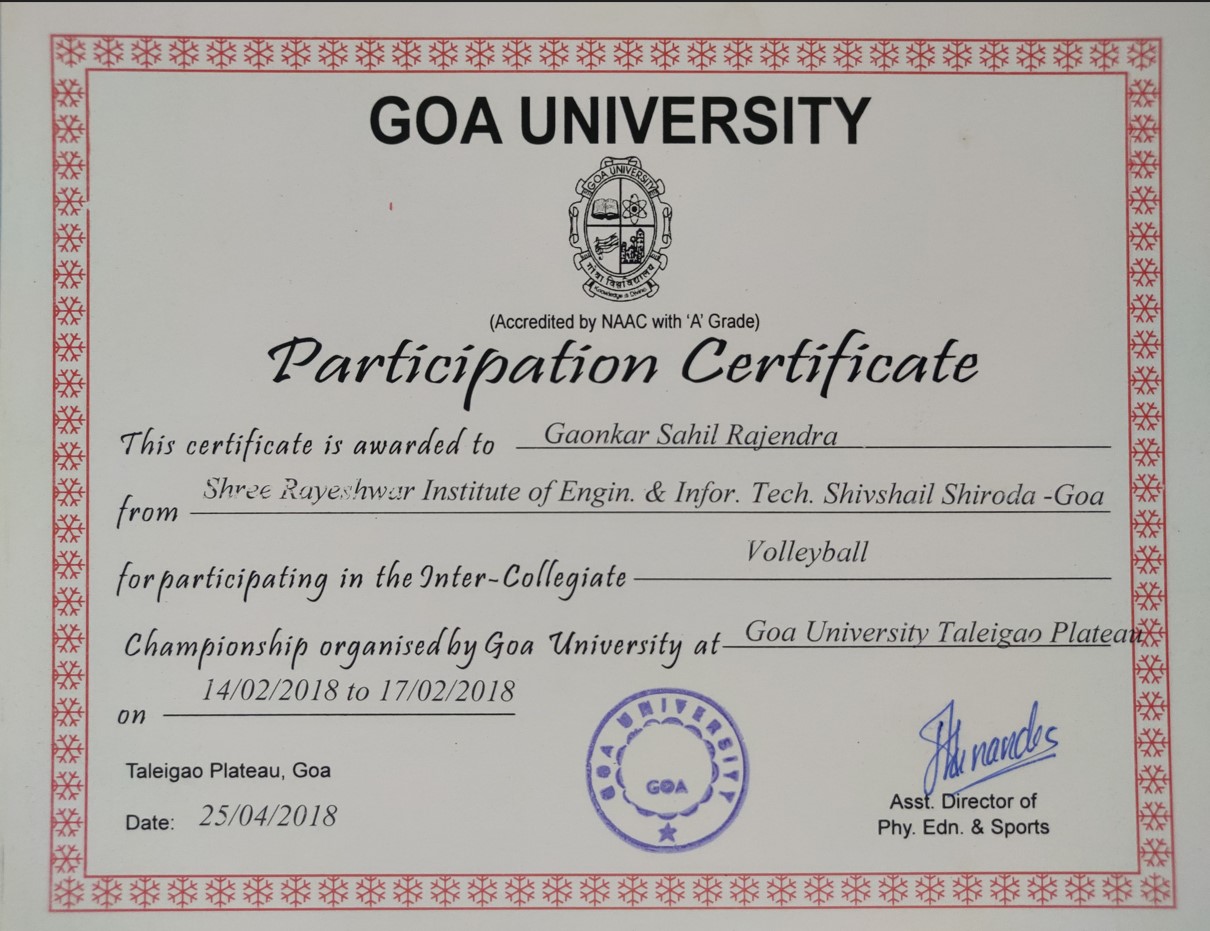 GOA UNIVERSITY
GOA UNIVERSITY
गोंय विश्वविद्यालय
Knowledge is Divine
(Accredited by NAAC with ‘A’ Grade)
Participation Certificate
This certificate is awarded to Gaonkar Sahil Rajendra
from Shree Rayeshwar Institute of Engin. & Infor. Tech. Shivshail Shiroda -Goa
for participating in the Inter-Collegiate Volleyball
Championship organised by Goa University at Goa University Taleigao Plateau
on 14/02/2018 to 17/02/2018
Taleigao Plateau, Goa
Date: 25/04/2018
GOA UNIVERSITY
GOA
Asst. Director of
Phy. Edn. & Sports